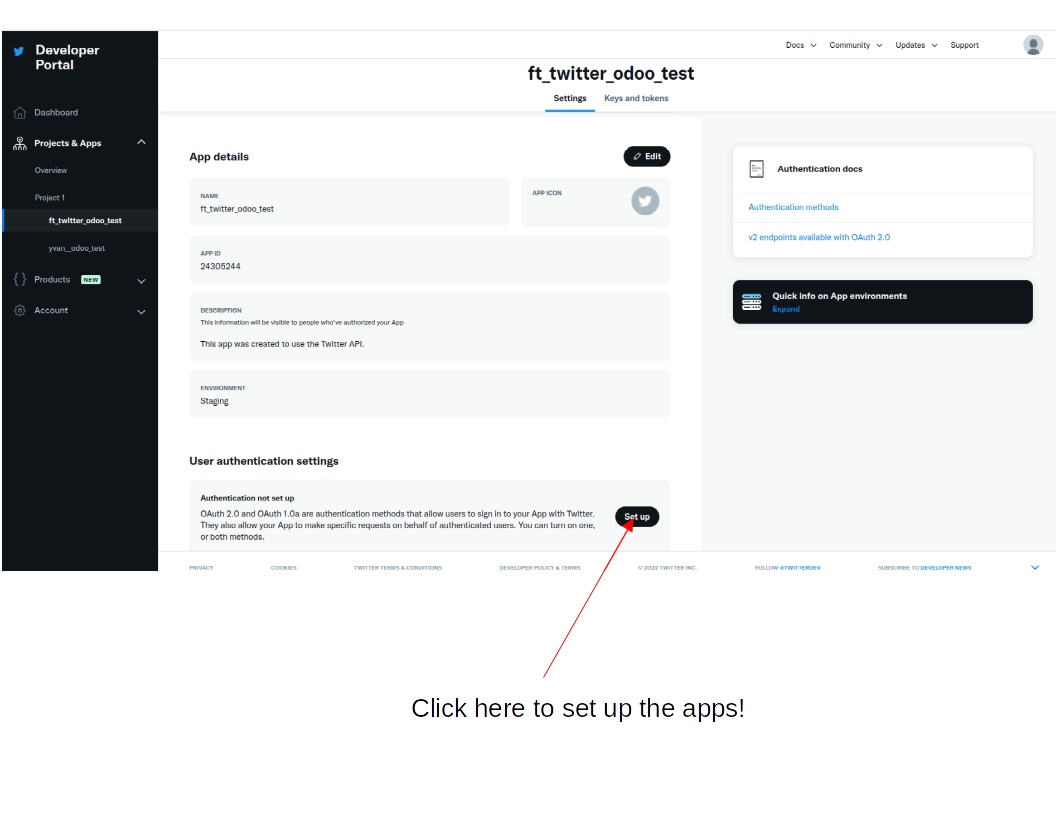 Developer
Portal
Docs
Community
Updates
Support
ft_twitter_odoo_test
Settings
Keys and tokens
Dashboard
Projects & Apps
Overview
Project 1
ft_twitter_odoo_test
yvan_odoo_test
Products NEW
Account
App details
Edit
NAME
ft_twitter_odoo_test
APP ICON
APP ID
24305244
DESCRIPTION
This information will be visible to people who've authorized your App
This app was created to use the Twitter API.
ENVIRONMENT
Staging
User authentication settings
Authentication not set up
OAuth 2.0 and OAuth 1.0a are authentication methods that allow users to sign in to your App with Twitter.
They also allow your App to make specific requests on behalf of authenticated users. You can turn on one,
or both methods.
Set up
Authentication docs
Authentication methods
v2 endpoints available with OAuth 2.0
Quick info on App environments
Expand
PRIVACY
COOKIES
TWITTER TERMS & CONDITIONS
DEVELOPER POLICY & TERMS
© 2022 TWITTER INC.
FOLLOW @TWITTERDEV
SUBSCRIBE TO DEVELOPER NEWS
Click here to set up the apps!